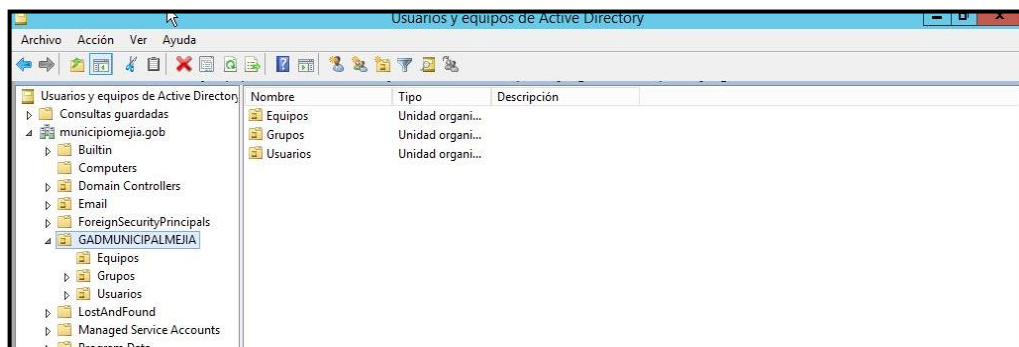 Usuarios y equipos de Active Directory
Archivo Acción Ver Ayuda
Usuarios y equipos de Active Directory
Consultas guardadas
municipiomejia.gob
Builtin
Computers
Domain Controllers
Email
ForeignSecurityPrincipals
GADMUNICIPALMEJIA
Equipos
Grupos
Usuarios
LostAndFound
Managed Service Accounts
Program Data
Nombre Tipo Descripción
Equipos Unidad organi...
Grupos Unidad organi...
Usuarios Unidad organi...